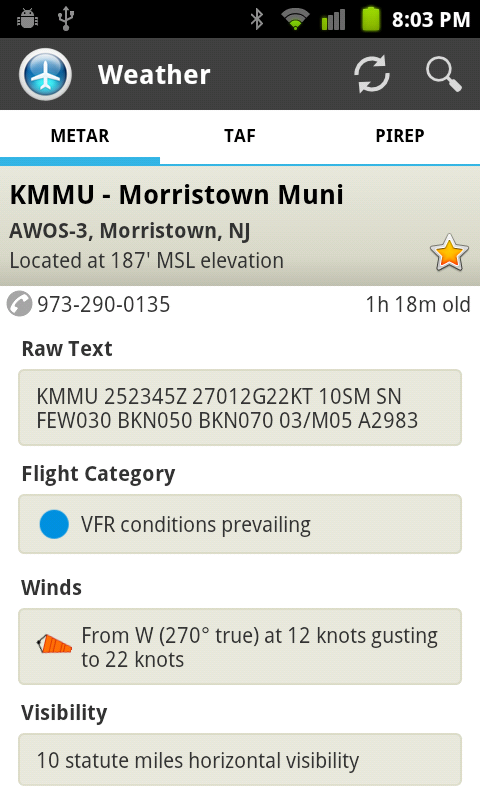 8:03 PM
Weather
METAR TAF PIREP
KMMU - Morristown Muni
AWOS-3, Morristown, NJ
Located at 187' MSL elevation
973-290-0135 1h 18m old
Raw Text
KMMU 252345Z 27012G22KT 10SM SN
FEW030 BKN050 BKN070 03/M05 A2983
Flight Category
VFR conditions prevailing
Winds
From W (270° true) at 12 knots gusting
to 22 knots
Visibility
10 statute miles horizontal visibility